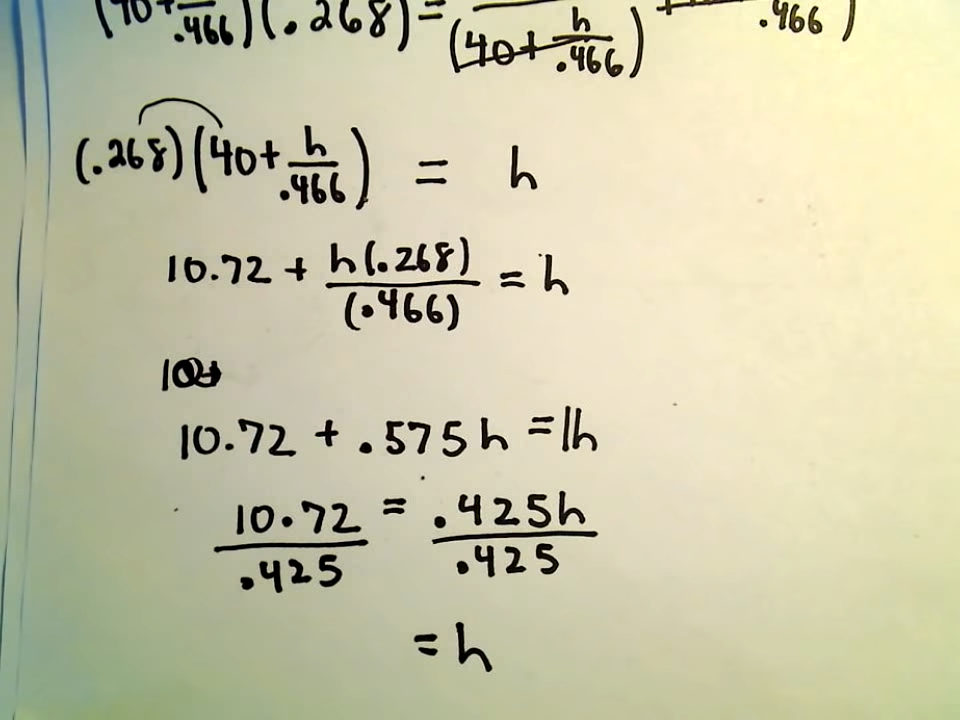 .466)(.268) = (40 + h/.466) .466)
(.268)(40 + h/.466) = h
10.72 + h(.268)/(.466) = h
10.72 + .575h = 1h
10.72/.425 = .425h/.425
= h